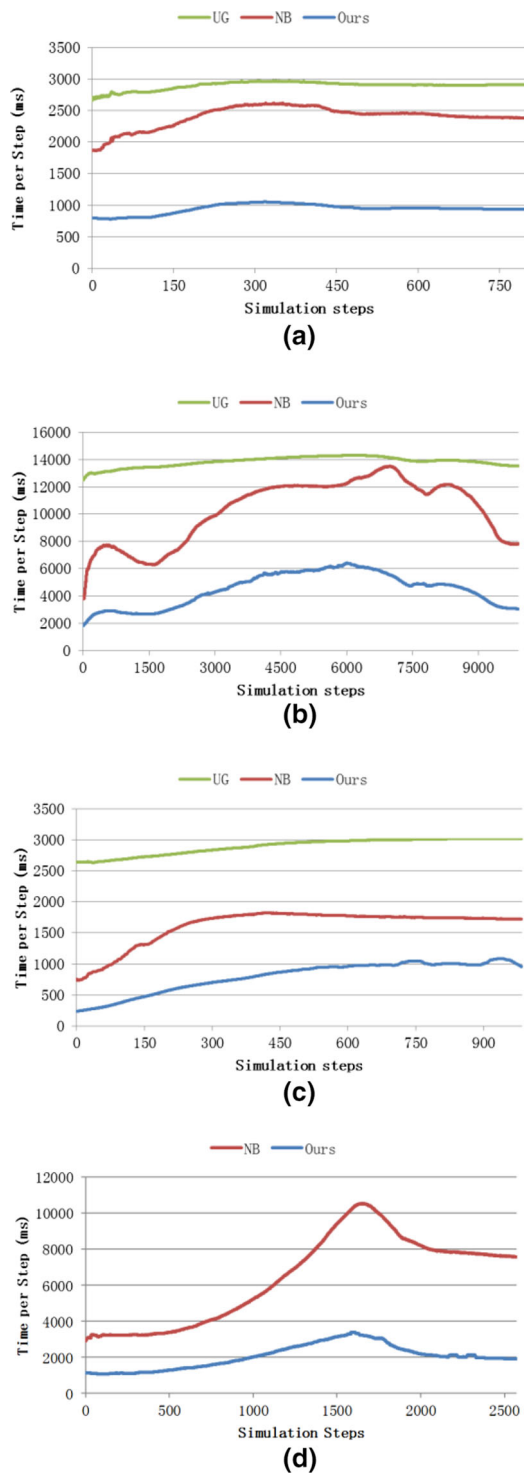 UG NB Ours
3500
3000
2500
2000
1500
1000
500
0
Time per Step (ms)
0 150 300 450 600 750
Simulation steps
(a)
UG NB Ours
16000
14000
12000
10000
8000
6000
4000
2000
0
Time per Step (ms)
0 1500 3000 4500 6000 7500 9000
Simulation steps
(b)
UG NB Ours
3500
3000
2500
2000
1500
1000
500
0
Time per Step (ms)
0 150 300 450 600 750 900
Simulation steps
(c)
NB Ours
12000
10000
8000
6000
4000
2000
0
Time per Step (ms)
0 500 1000 1500 2000 2500
Simulation Steps
(d)